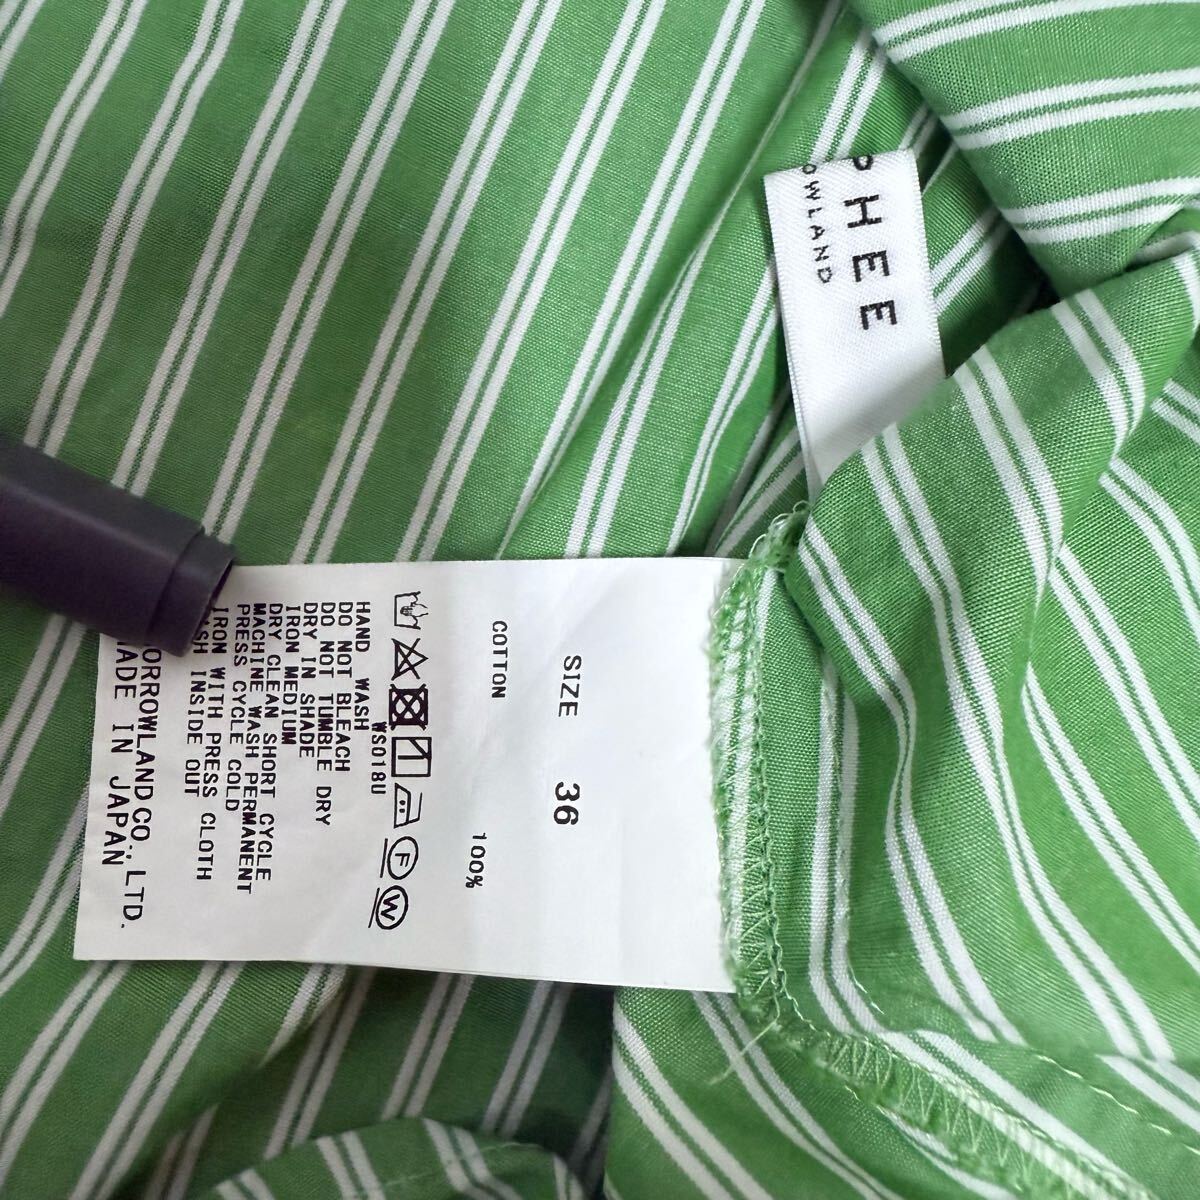 PHEE
OWLAND
SIZE 36
COTTON 100%
1
F
W
WS018U
HAND WASH
DO NOT BLEACH
DO NOT TUMBLE DRY
DRY IN SHADE
IRON MEDIUM
DRY CLEAN SHORT CYCLE
MACHINE WASH PERMANENT
PRESS CYCLE COLD
IRON WITH PRESS CLOTH
INSIDE OUT
ORROWLAND CO., LTD.
MADE IN JAPAN